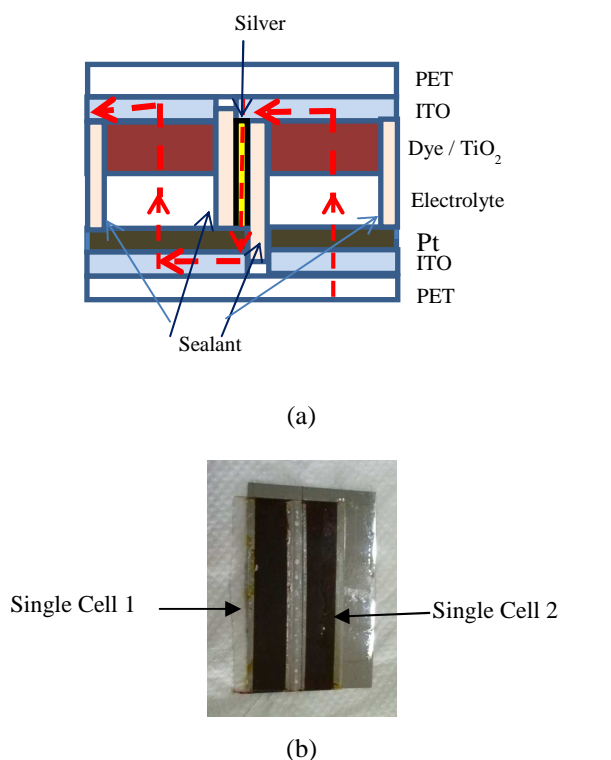 Silver
PET
ITO
Dye / TiO₂
Electrolyte
Pt
ITO
PET
Sealant
(a)
Single Cell 1
Single Cell 2
(b)